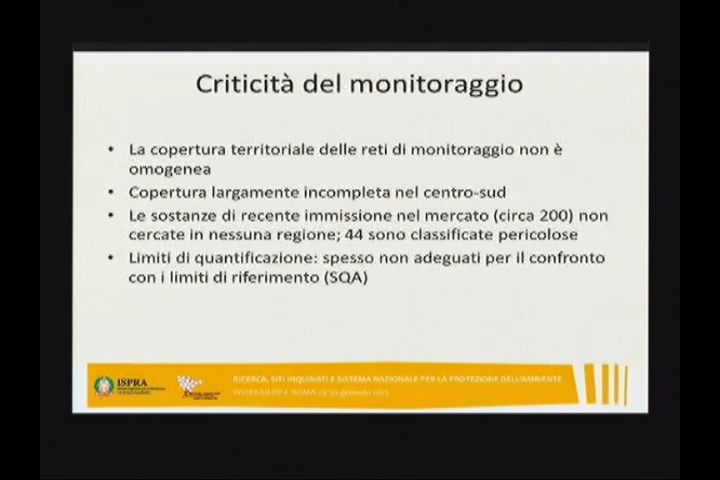 Criticità del monitoraggio
• La copertura territoriale delle reti di monitoraggio non è
omogenea
• Copertura largamente incompleta nel centro-sud
• Le sostanze di recente immissione nel mercato (circa 200) non
cercate in nessuna regione; 44 sono classificate pericolose
• Limiti di quantificazione: spesso non adeguati per il confronto
con i limiti di riferimento (SQA)
ISPRA
RICERCA, SITI INQUINATI E SISTEMA NAZIONALE PER LA PROTEZIONE DELL'AMBIENTE
WORKSHOP • ROMA